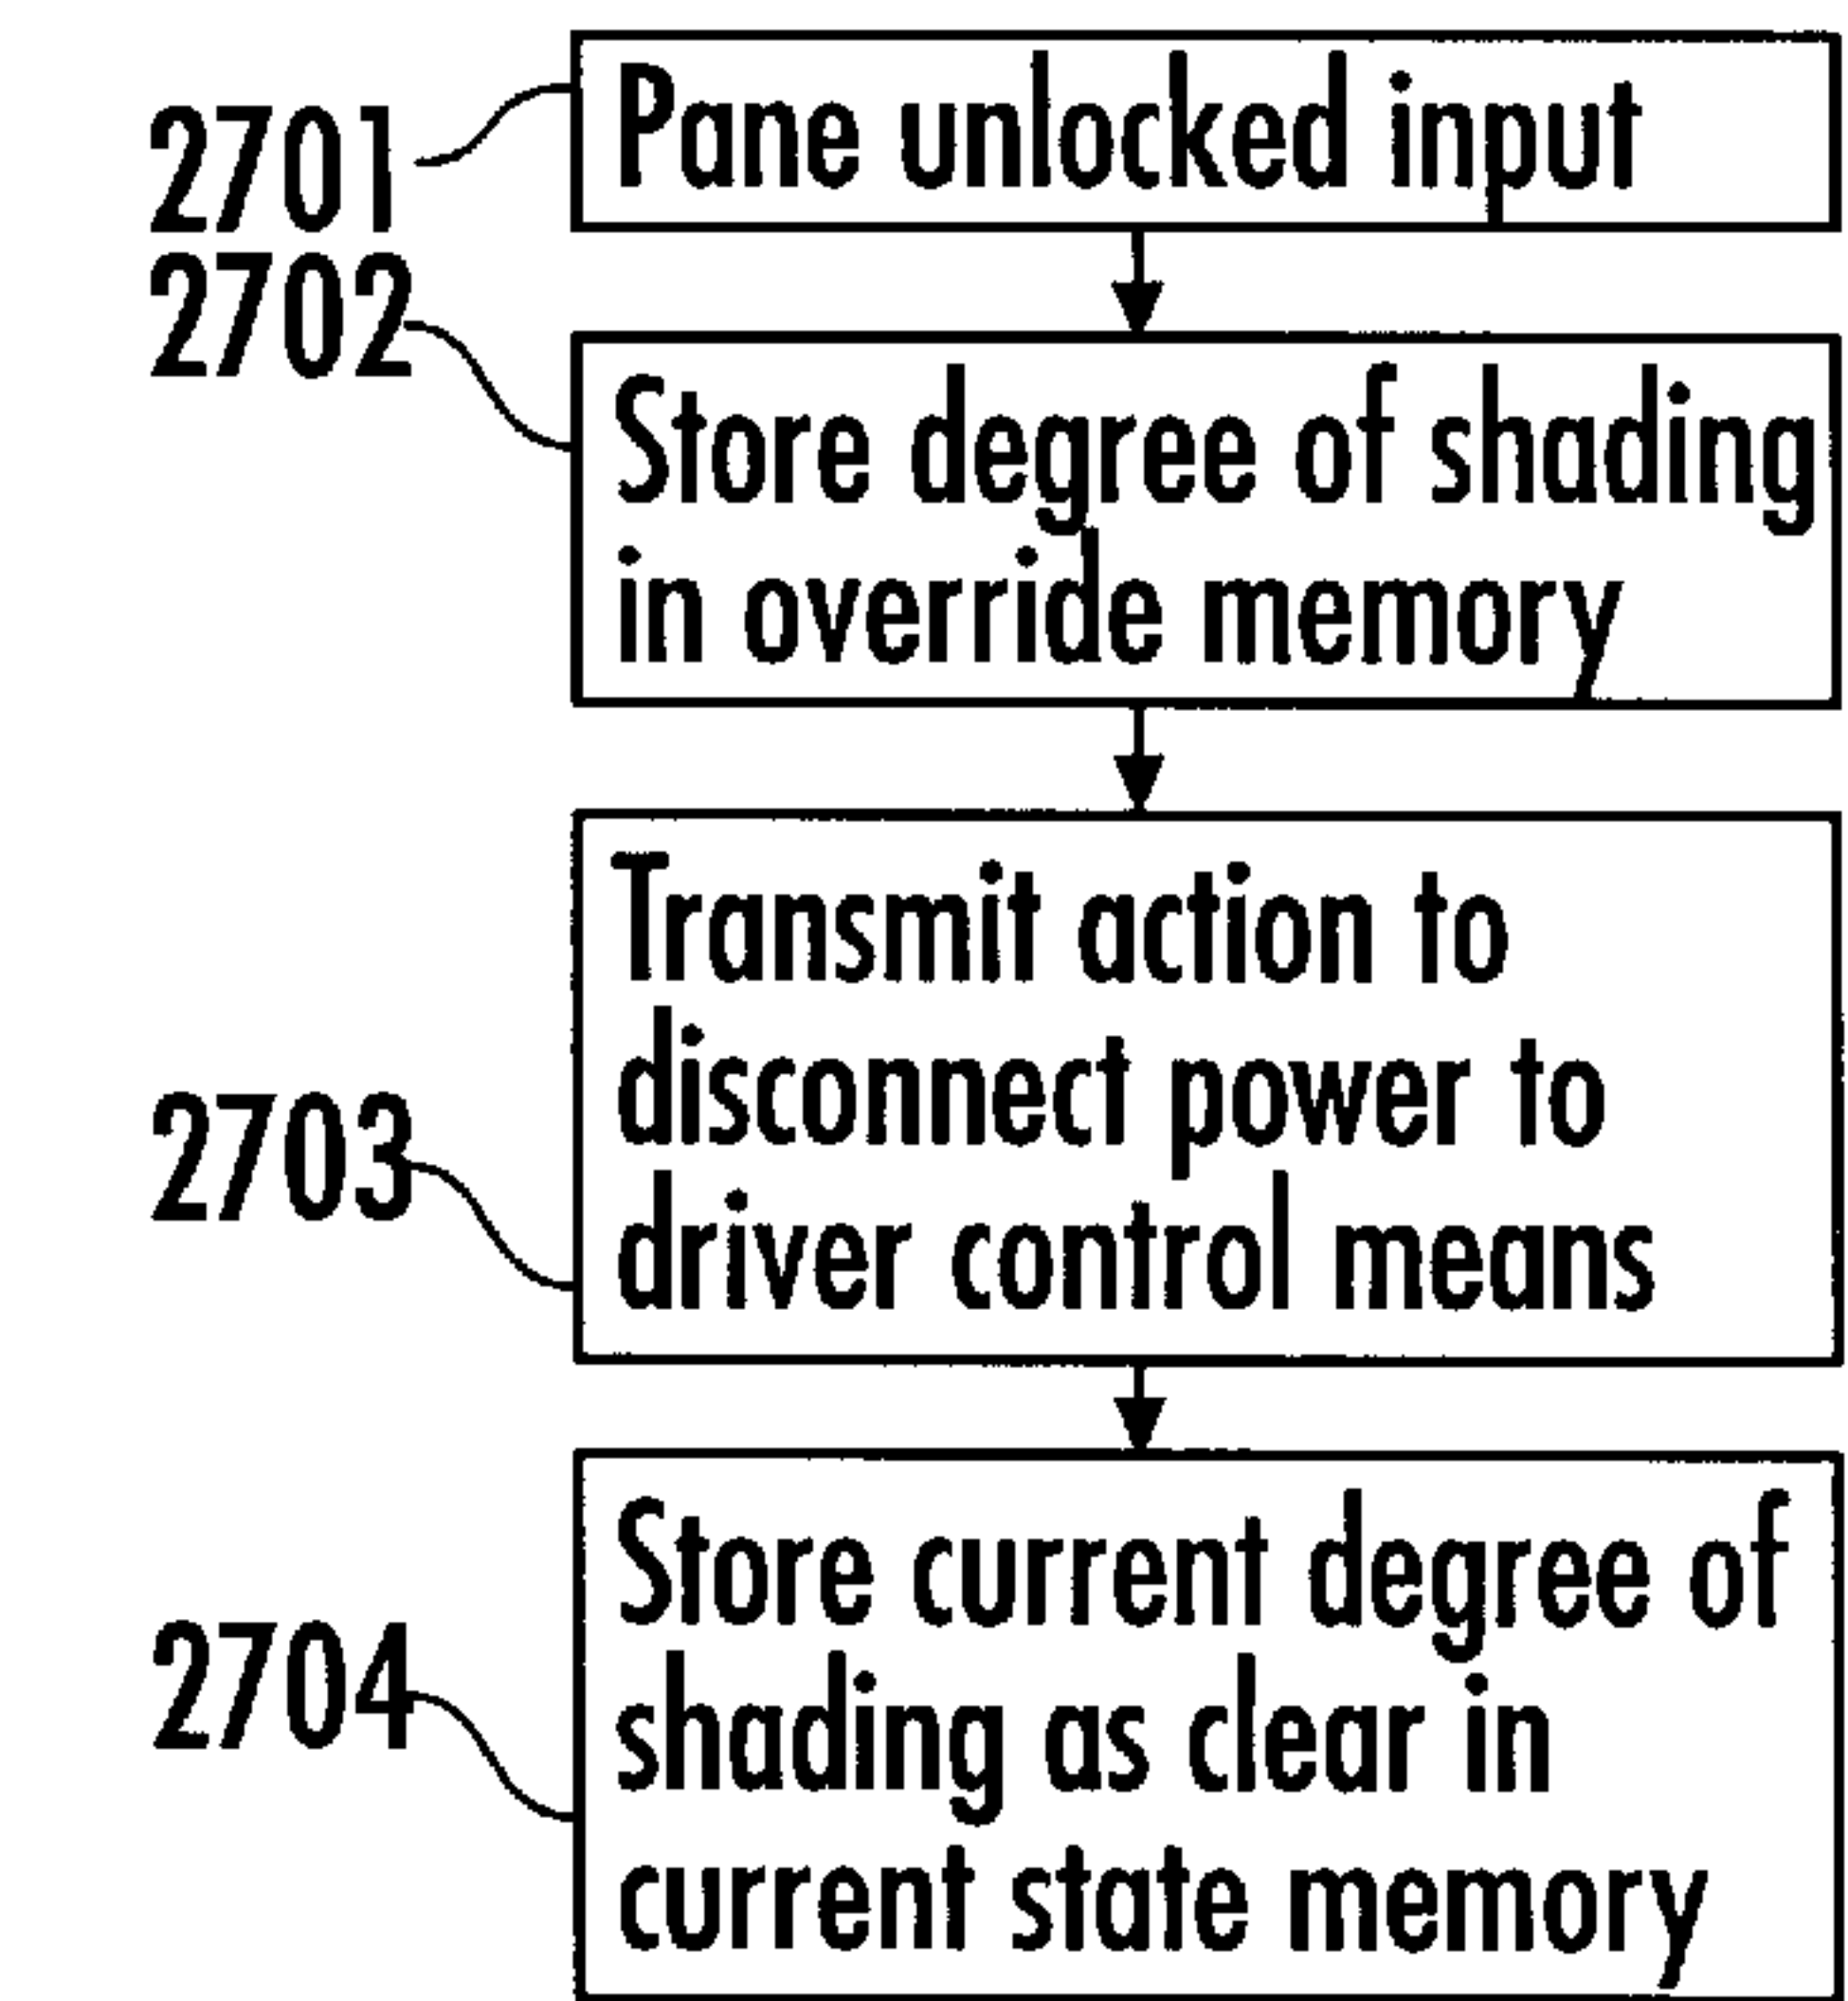 2701
Pane unlocked input
2702
Store degree of shading
in override memory
Transmit action to
disconnect power to
2703
driver control means
Store current degree of
2704
shading as clear in
current state memory